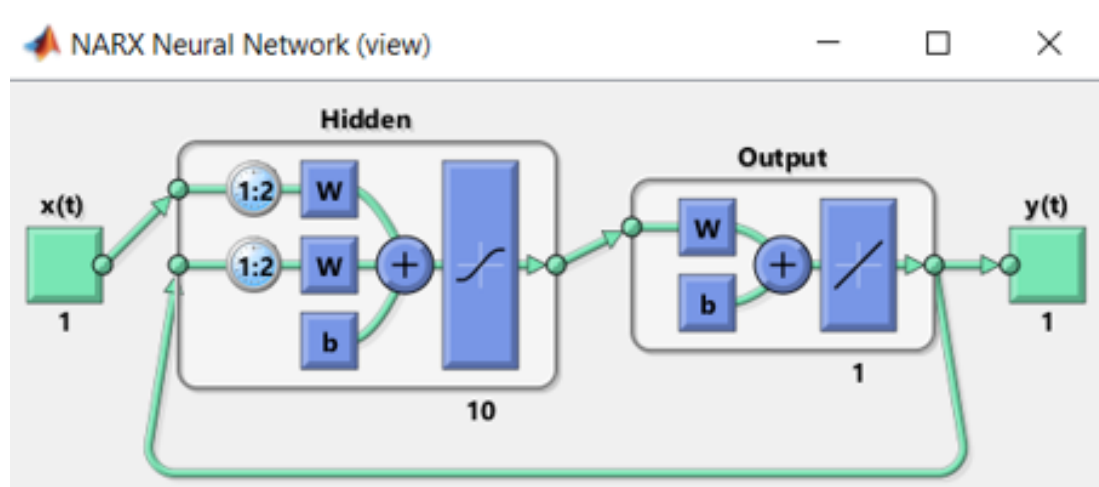 NARX Neural Network (view)
Hidden
Output
x(t)
y(t)
1:2
W
W
1:2
W
+
+
b
b
1
1
1
10